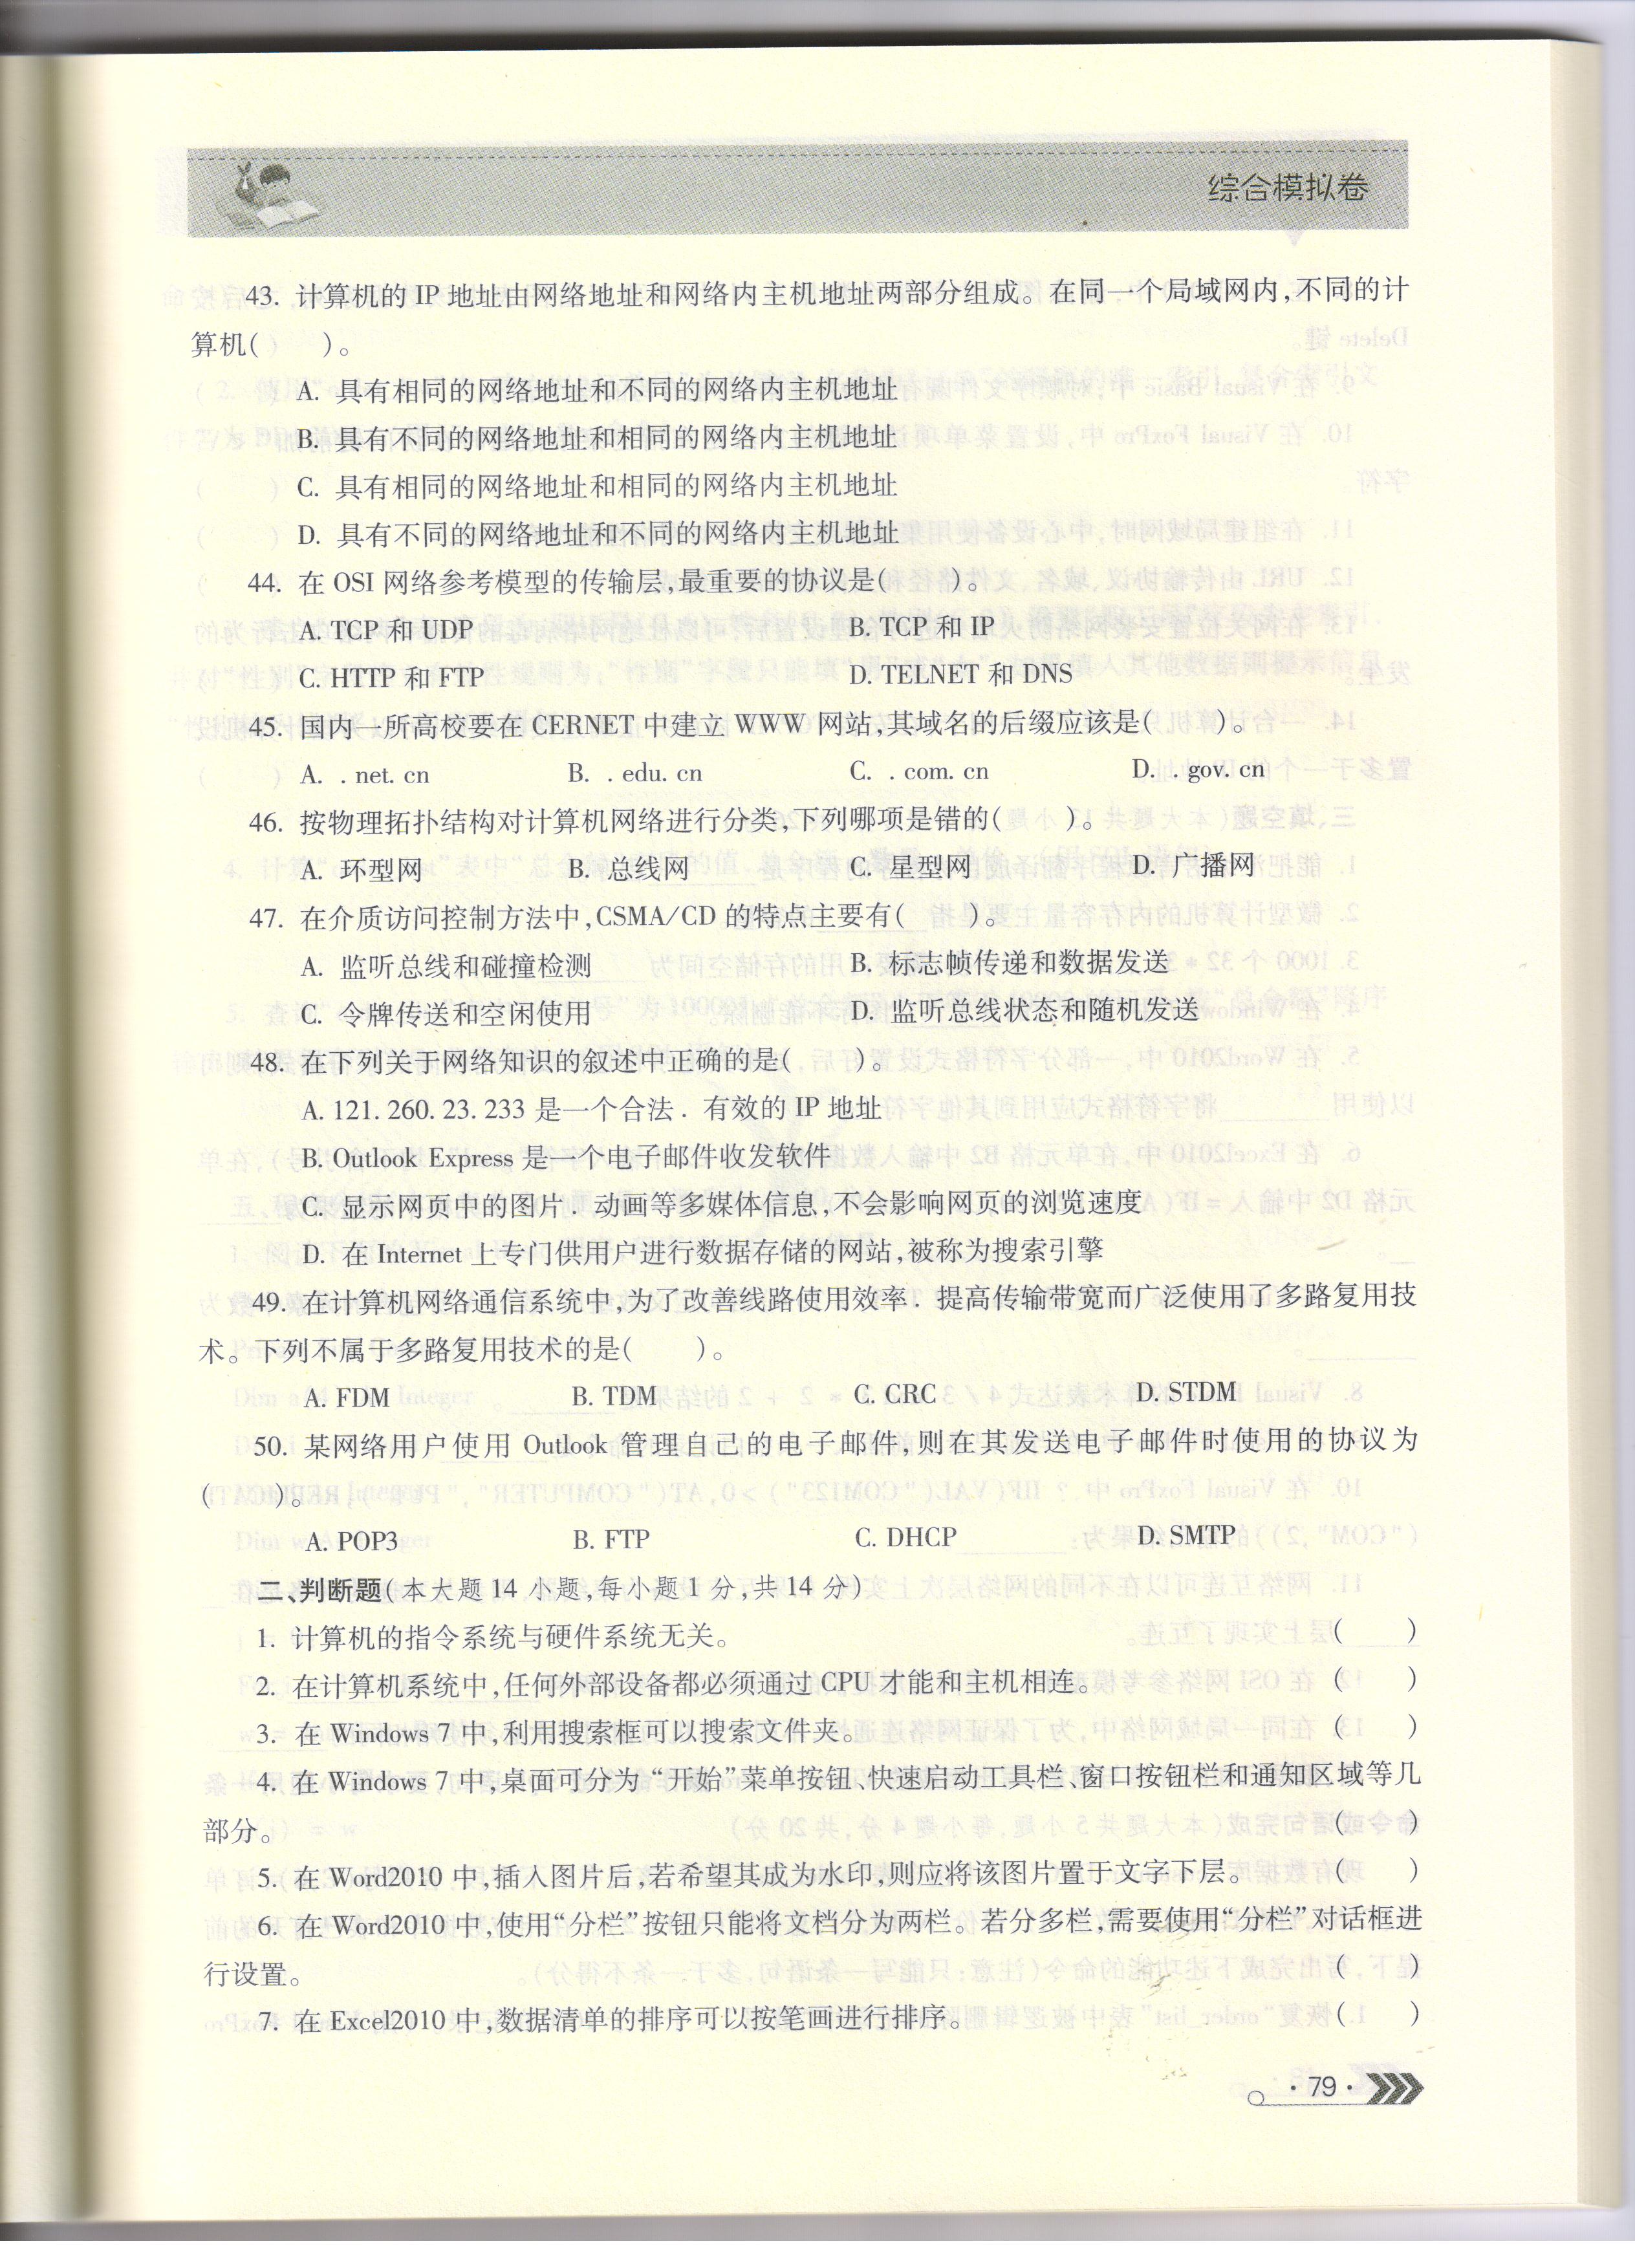 综合模拟卷
43. 计算机的 IP 地址由网络地址和网络内主机地址两部分组成。在同一个局域网内,不同的计
算机(　　)。
A. 具有相同的网络地址和不同的网络内主机地址
B. 具有不同的网络地址和相同的网络内主机地址
C. 具有相同的网络地址和相同的网络内主机地址
D. 具有不同的网络地址和不同的网络内主机地址
44. 在 OSI 网络参考模型的传输层,最重要的协议是(　　)。
A. TCP 和 UDP　　B. TCP 和 IP
C. HTTP 和 FTP　　D. TELNET 和 DNS
45. 国内一所高校要在 CERNET 中建立 WWW 网站,其域名的后缀应该是(　　)。
A. . net. cn　　B. . edu. cn　　C. . com. cn　　D. . gov. cn
46. 按物理拓扑结构对计算机网络进行分类,下列哪项是错的(　　)。
A. 环型网　　B. 总线网　　C. 星型网　　D. 广播网
47. 在介质访问控制方法中,CSMA/CD 的特点主要有(　　)。
A. 监听总线和碰撞检测　　B. 标志帧传递和数据发送
C. 令牌传送和空闲使用　　D. 监听总线状态和随机发送
48. 在下列关于网络知识的叙述中正确的是(　　)。
A. 121. 260. 23. 233 是一个合法 . 有效的 IP 地址
B. Outlook Express 是一个电子邮件收发软件
C. 显示网页中的图片 . 动画等多媒体信息,不会影响网页的浏览速度
D. 在 Internet 上专门供用户进行数据存储的网站,被称为搜索引擎
49. 在计算机网络通信系统中,为了改善线路使用效率 . 提高传输带宽而广泛使用了多路复用技
术。下列不属于多路复用技术的是(　　)。
A. FDM　　B. TDM　　C. CRC　　D. STDM
50. 某网络用户使用 Outlook 管理自己的电子邮件,则在其发送电子邮件时使用的协议为
(　　)。
A. POP3　　B. FTP　　C. DHCP　　D. SMTP
二、判断题(本大题 14 小题,每小题 1 分,共 14 分)
1. 计算机的指令系统与硬件系统无关。(　　)
2. 在计算机系统中,任何外部设备都必须通过 CPU 才能和主机相连。(　　)
3. 在 Windows 7 中,利用搜索框可以搜索文件夹。(　　)
4. 在 Windows 7 中,桌面可分为 “开始”菜单按钮、快速启动工具栏、窗口按钮栏和通知区域等几
部分。(　　)
5. 在 Word2010 中,插入图片后,若希望其成为水印,则应将该图片置于文字下层。(　　)
6. 在 Word2010 中,使用“分栏”按钮只能将文档分为两栏。若分多栏,需要使用“分栏”对话框进
行设置。(　　)
7. 在 Excel2010 中,数据清单的排序可以按笔画进行排序。(　　)
· 79 ·